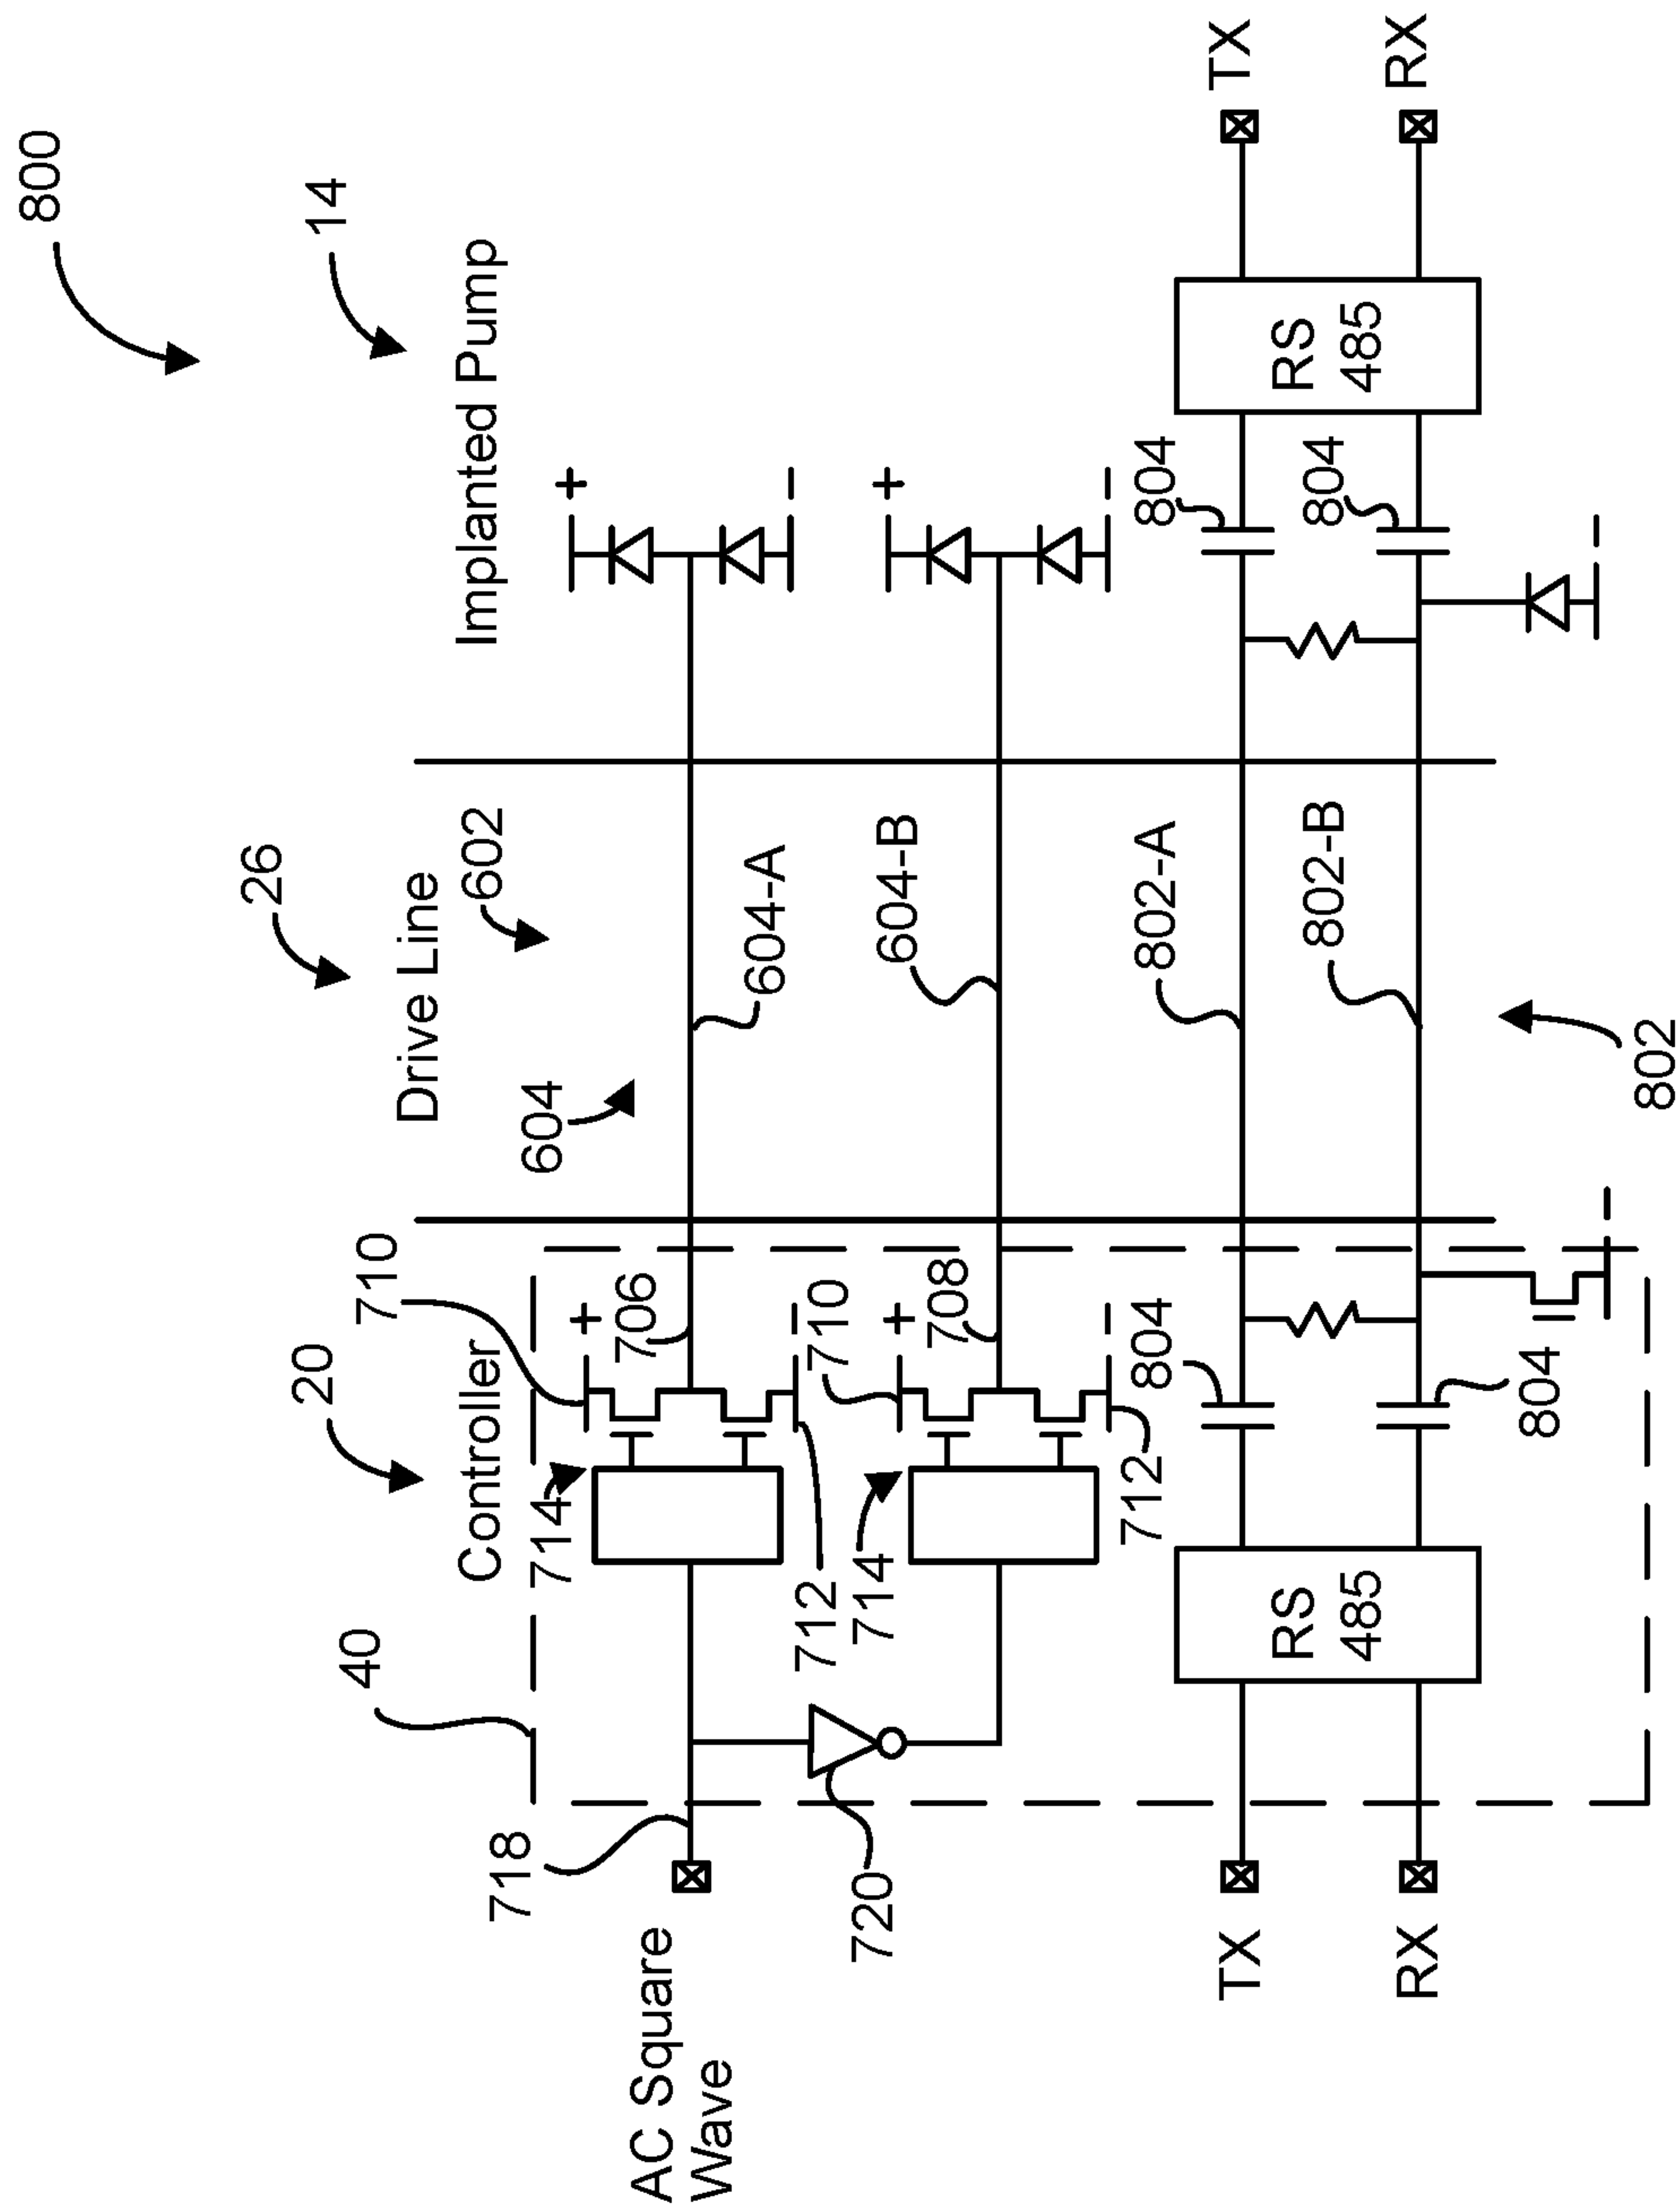 800
14
Implanted Pump
26
Drive Line
602
604
20
Controller
40
710
714
706
+
-
712
718
AC Square
Wave
720
604-A
+
-
710
708
+
-
714
712
604-B
+
-
804
802-A
804
TX
RS
485
RS
485
TX
RX
804
802-B
804
RX
-
-
802